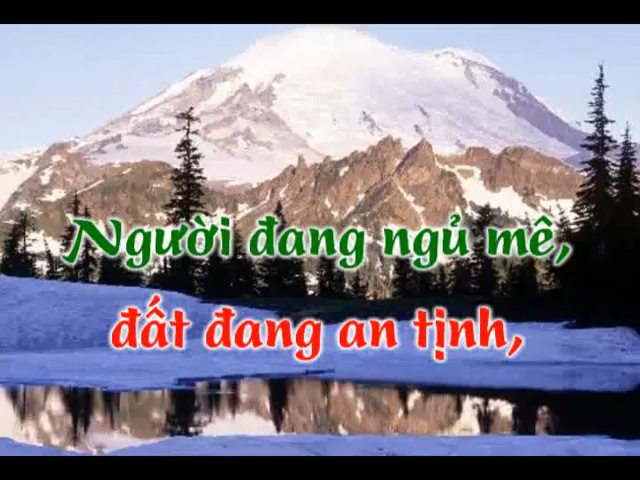 Người đang ngủ mê,
đất đang an tịnh,